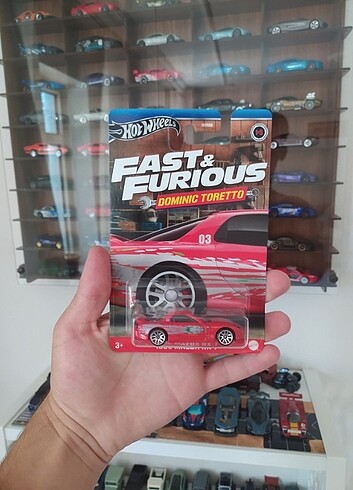 Hot Wheels
FAST &
FURIOUS
DOMINIC TORETTO
03
3+